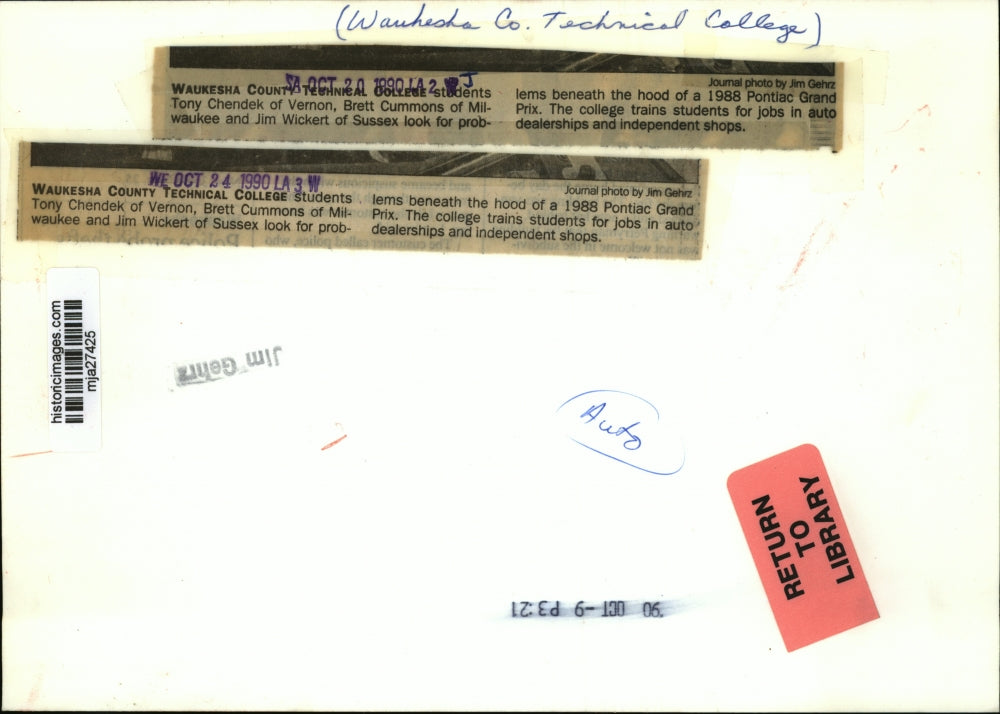 (Waukesha Co. Technical College)
SA OCT 20 1990 LA 2 W J
Journal photo by Jim Gehrz
WAUKESHA COUNTY TECHNICAL COLLEGE students
Tony Chendek of Vernon, Brett Cummons of Mil-
waukee and Jim Wickert of Sussex look for prob-
lems beneath the hood of a 1988 Pontiac Grand
Prix. The college trains students for jobs in auto
dealerships and independent shops.
WE OCT 24 1990 LA 3 W
Journal photo by Jim Gehrz
WAUKESHA COUNTY TECHNICAL COLLEGE students
Tony Chendek of Vernon, Brett Cummons of Mil-
waukee and Jim Wickert of Sussex look for prob-
lems beneath the hood of a 1988 Pontiac Grand
Prix. The college trains students for jobs in auto
dealerships and independent shops.
historicimages.com
mja27425
Jim Gehrz
Auto
RETURN
TO
LIBRARY
'90 OCT -9 P3:21